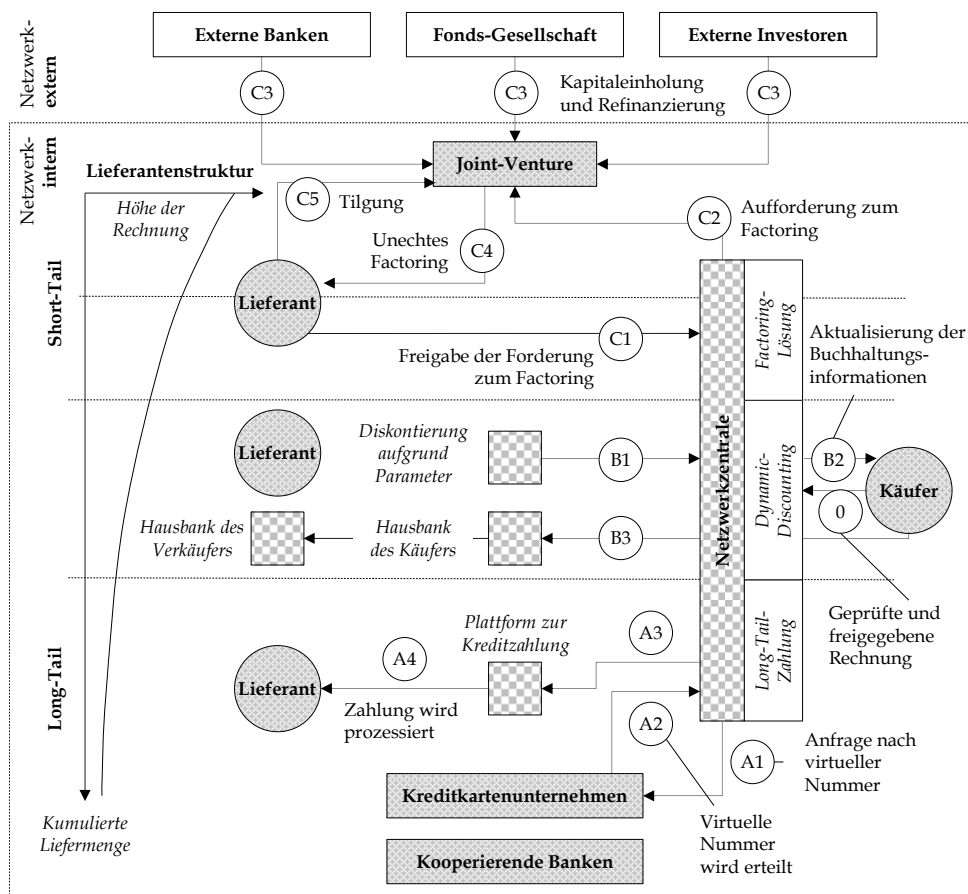 Externe Banken
Fonds-Gesellschaft
Externe Investoren
Netzwerk-
extern
C3
C3
C3
Kapitaleinholung
und Refinanzierung
Netzwerk-
intern
Joint-Venture
Lieferantenstruktur
Höhe der
Rechnung
C5
Tilgung
C2
Aufforderung zum
Factoring
Unechtes
Factoring
C4
Short-Tail
Lieferant
C1
Freigabe der Forderung
zum Factoring
Netzwerkzentrale
Factoring-
Lösung
Aktualisierung der
Buchhaltungs-
informationen
Lieferant
Diskontierung
aufgrund
Parameter
B1
Dynamic-
Discounting
B2
Käufer
0
Hausbank des
Verkäufers
Hausbank
des Käufers
B3
Geprüfte und
freigegebene
Rechnung
Long-Tail
Plattform zur
Kreditzahlung
A3
A4
Long-Tail-
Zahlung
Lieferant
Zahlung wird
prozessiert
A2
A1
Anfrage nach
virtueller
Nummer
Kreditkartenunternehmen
Virtuelle
Nummer
wird erteilt
Kumulierte
Liefermenge
Kooperierende Banken